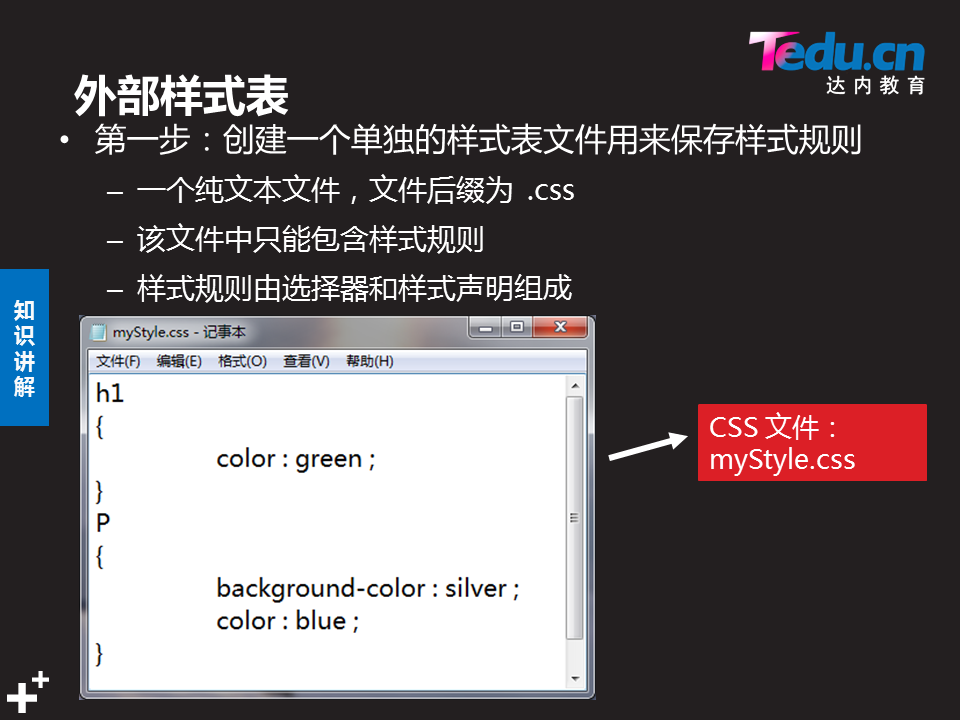 Tedu.cn
达内教育
外部样式表
• 第一步：创建一个单独的样式表文件用来保存样式规则
– 一个纯文本文件，文件后缀为 .css
– 该文件中只能包含样式规则
– 样式规则由选择器和样式声明组成
知识讲解
myStyle.css - 记事本
文件(F) 编辑(E) 格式(O) 查看(V) 帮助(H)
h1
{
color : green ;
}
P
{
background-color : silver ;
color : blue ;
}
CSS 文件：
myStyle.css